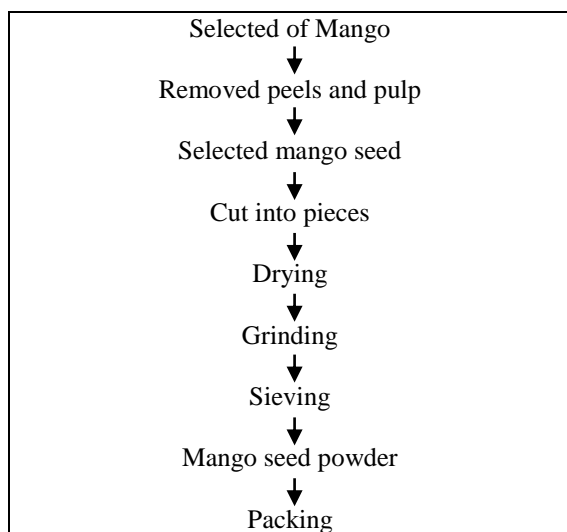 Selected of Mango
Removed peels and pulp
Selected mango seed
Cut into pieces
Drying
Grinding
Sieving
Mango seed powder
Packing